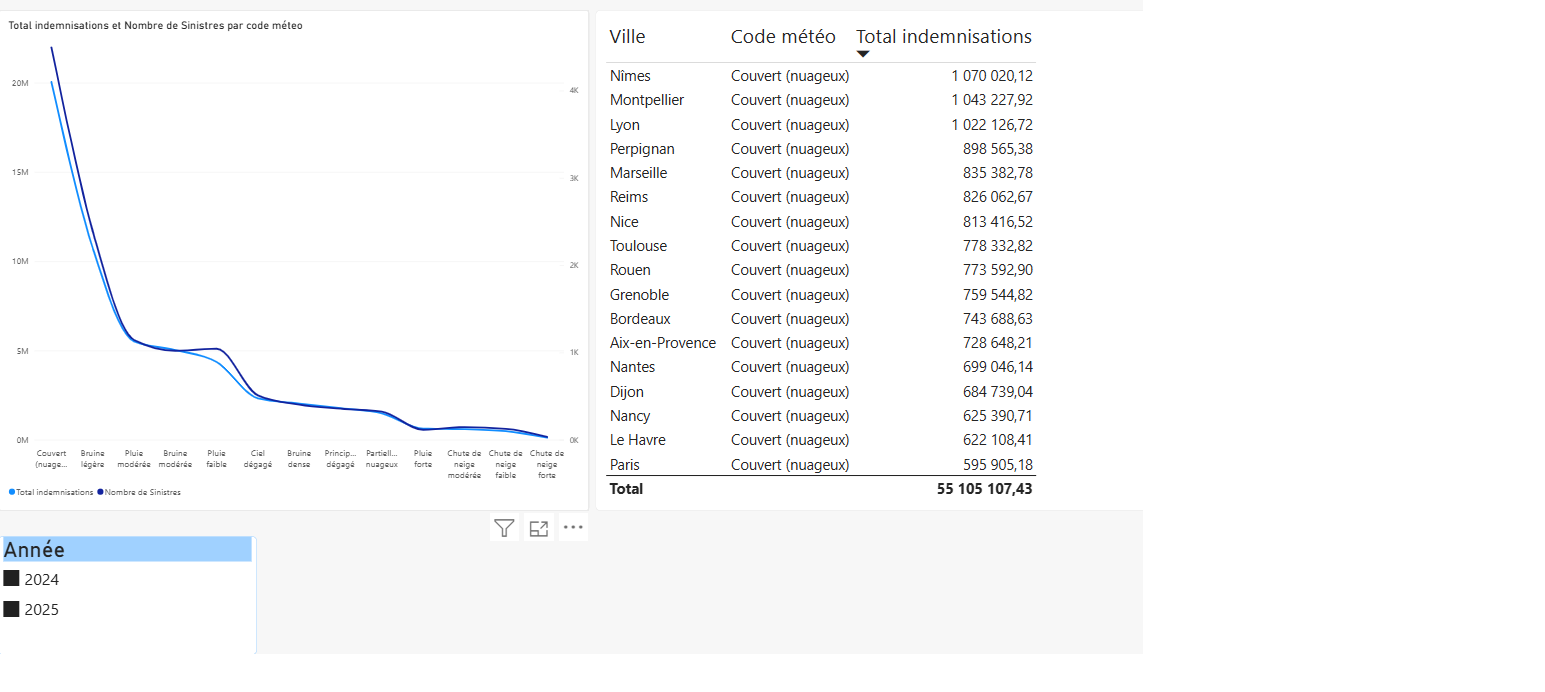 Total indemnisations et Nombre de Sinistres par code méteo
20M
15M
10M
5M
0M
4K
3K
2K
1K
0K
Couvert (nuage...
Bruine légère
Pluie modérée
Bruine modérée
Pluie faible
Ciel dégagé
Bruine dense
Princip... dégagé
Partiell... nuageux
Pluie forte
Chute de neige modérée
Chute de neige faible
Chute de neige forte
Total indemnisations Nombre de Sinistres
Ville Code météo Total indemnisations
Nîmes Couvert (nuageux) 1 070 020,12
Montpellier Couvert (nuageux) 1 043 227,92
Lyon Couvert (nuageux) 1 022 126,72
Perpignan Couvert (nuageux) 898 565,38
Marseille Couvert (nuageux) 835 382,78
Reims Couvert (nuageux) 826 062,67
Nice Couvert (nuageux) 813 416,52
Toulouse Couvert (nuageux) 778 332,82
Rouen Couvert (nuageux) 773 592,90
Grenoble Couvert (nuageux) 759 544,82
Bordeaux Couvert (nuageux) 743 688,63
Aix-en-Provence Couvert (nuageux) 728 648,21
Nantes Couvert (nuageux) 699 046,14
Dijon Couvert (nuageux) 684 739,04
Nancy Couvert (nuageux) 625 390,71
Le Havre Couvert (nuageux) 622 108,41
Paris Couvert (nuageux) 595 905,18
Total 55 105 107,43
Année
2024
2025